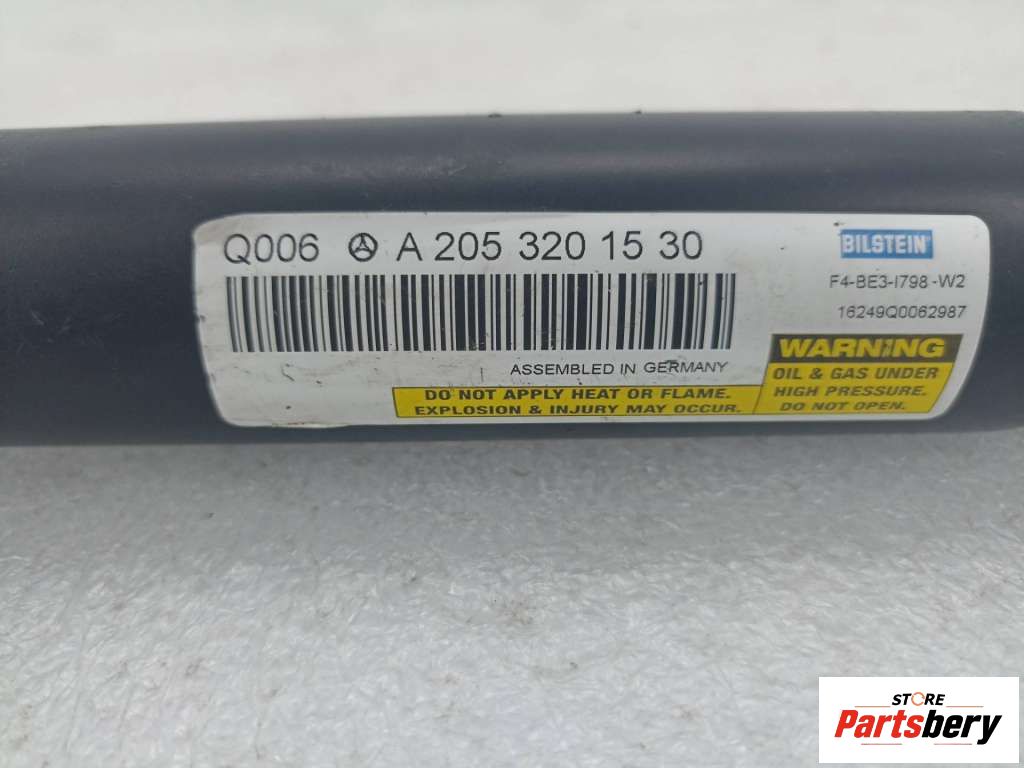 Q006 A 205 320 15 30
BILSTEIN
F4-BE3-I798-W2
16249Q0062987
ASSEMBLED IN GERMANY
DO NOT APPLY HEAT OR FLAME.
EXPLOSION & INJURY MAY OCCUR.
WARNING
OIL & GAS UNDER
HIGH PRESSURE.
DO NOT OPEN.
STORE
Partsbery